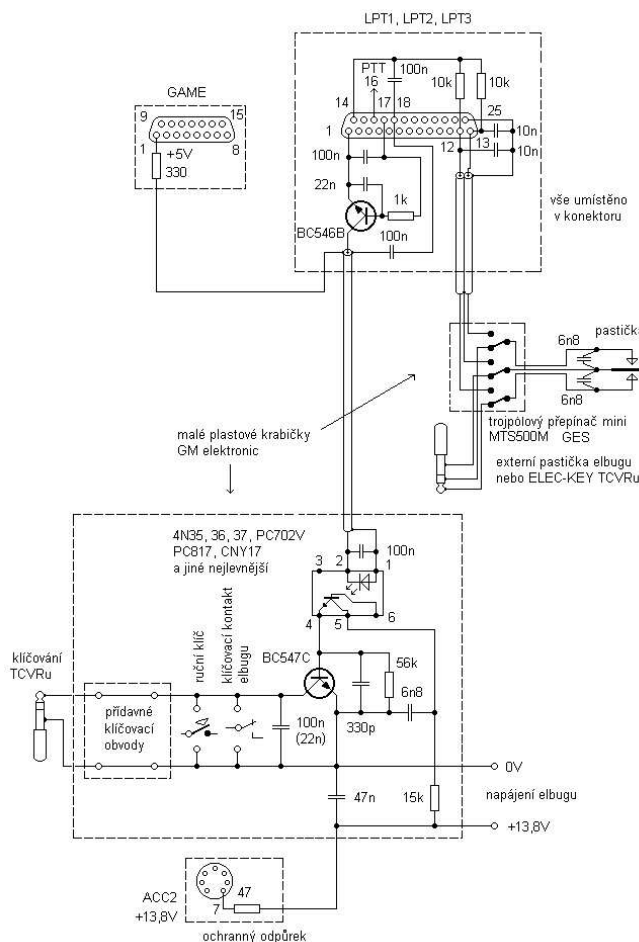 LPT1, LPT2, LPT3
PTT
16
100n
10k
10k
14
17
18
25
1
12
13
10n
10n
GAME
9
15
1
8
+5V
330
100n
22n
1k
BC546B
100n
vše umístěno
v konektoru
6n8
pastička
6n8
trojpólový přepínač mini
MTS500M GES
externí pastička elbugu
nebo ELEC-KEY TCVRu
malé plastové krabičky
GM elektronic
4N35, 36, 37, PC702V
PC817, CNY17
a jiné nejlevnější
3
2
1
100n
4
5
6
klíčování
TCVRu
ruční klíč
klíčovací kontakt
elbugu
BC547C
56k
6n8
přídavné
klíčovací
obvody
100n
(22n)
330p
0V
47n
15k
napájení elbugu
+13,8V
ACC2
+13,8V
7
47
ochranný odpůrek